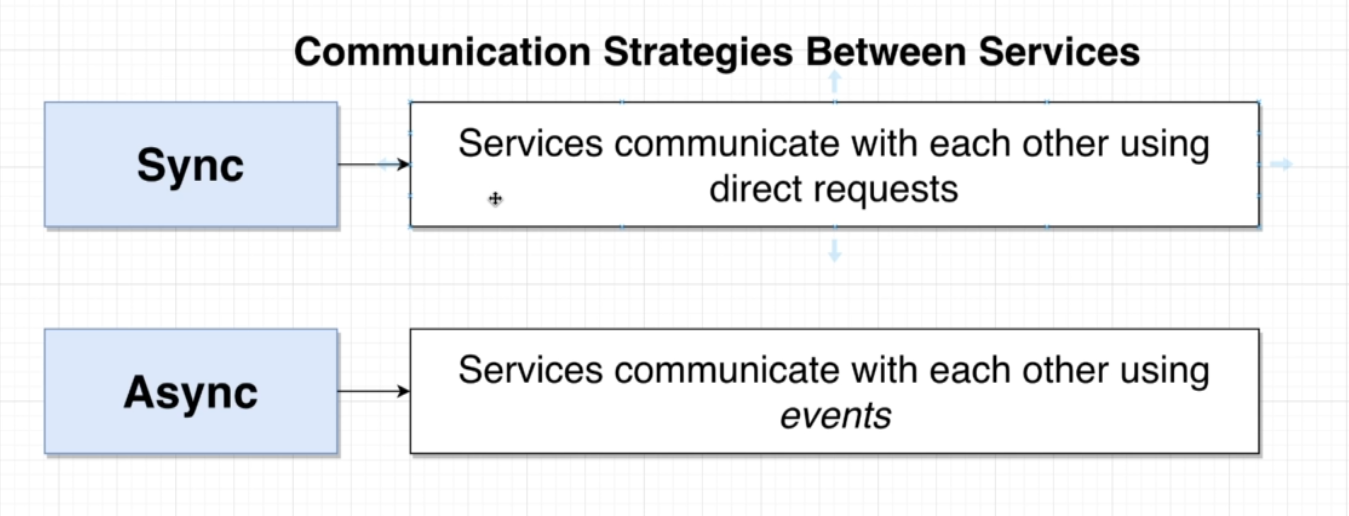 Communication Strategies Between Services
Sync
Services communicate with each other using
direct requests
Async
Services communicate with each other using
events